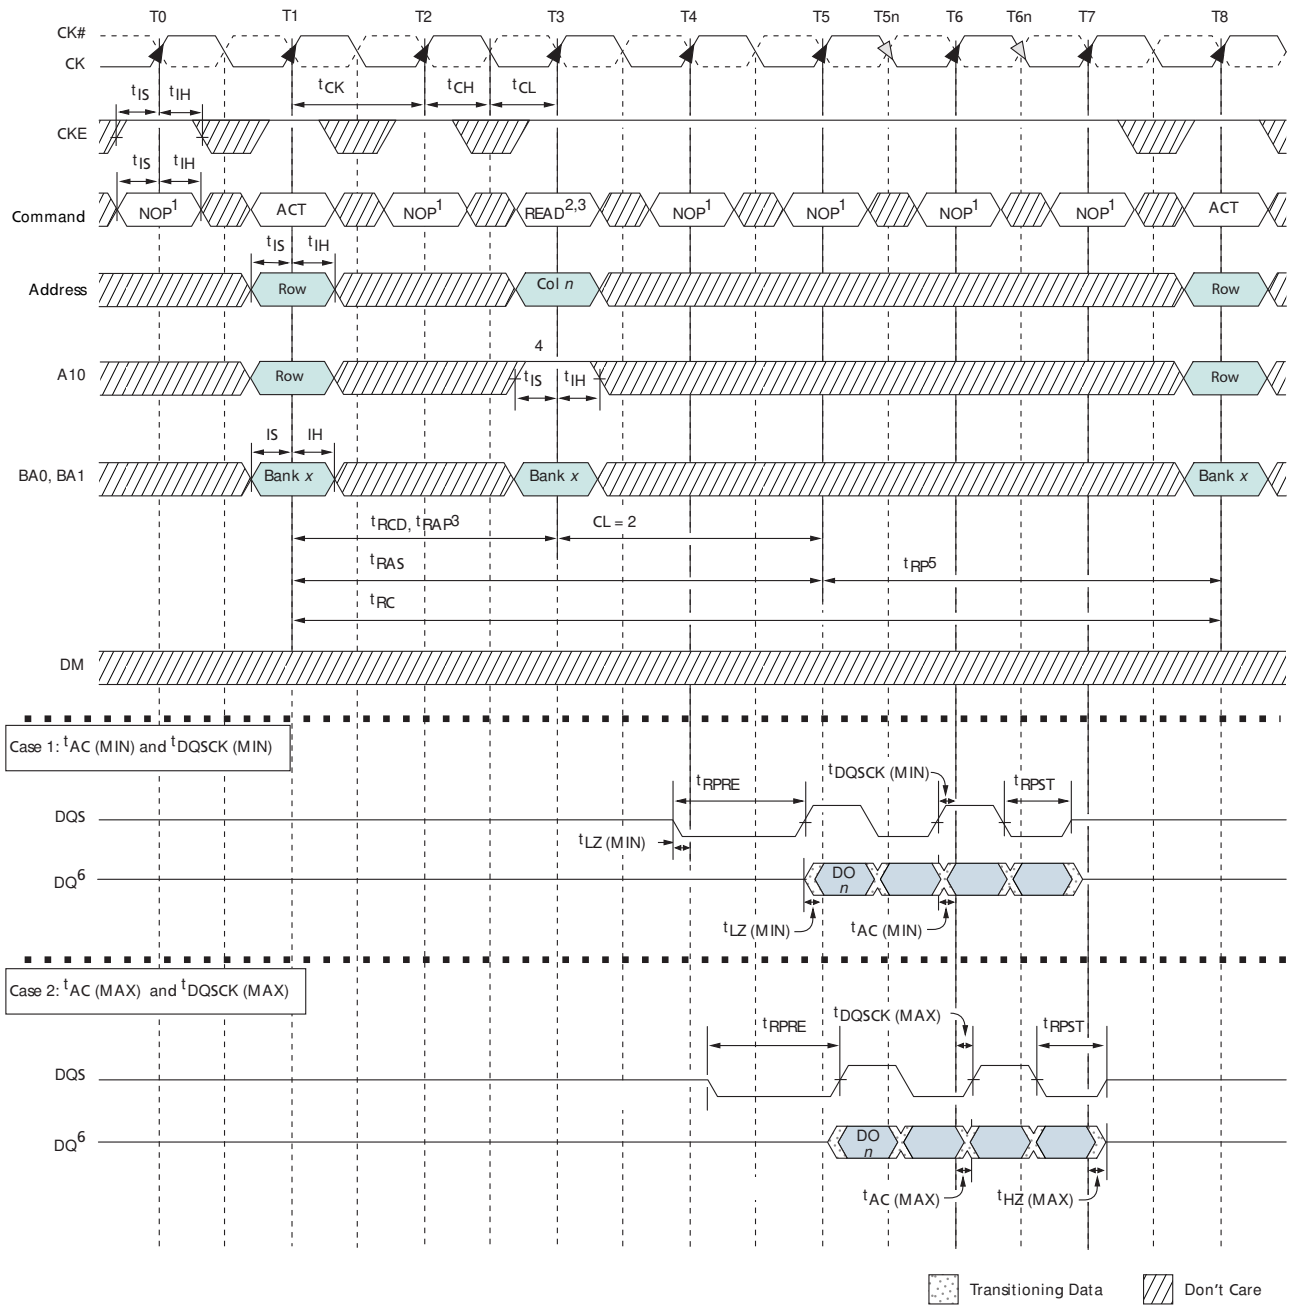 T0 T1 T2 T3 T4 T5 T5n T6 T6n T7 T8
CK#
CK
tCK tCH tCL
tIS tIH
CKE
tIS tIH
Command NOP1 ACT NOP1 READ2,3 NOP1 NOP1 NOP1 NOP1 ACT
tIS tIH
Address Row Col n Row
4
A10 Row tIS tIH Row
IS IH
BA0, BA1 Bank x Bank x Bank x
tRCD, tRAP3 CL = 2
tRAS tRP5
tRC
DM
Case 1: tAC (MIN) and tDQSCK (MIN)
tRPRE tDQSCK (MIN) tRPST
DQS
tLZ (MIN)
DQ6 DO n
tLZ (MIN) tAC (MIN)
Case 2: tAC (MAX) and tDQSCK (MAX)
tRPRE tDQSCK (MAX) tRPST
DQS
DQ6 DO n
tAC (MAX) tHZ (MAX)
Transitioning Data Don't Care